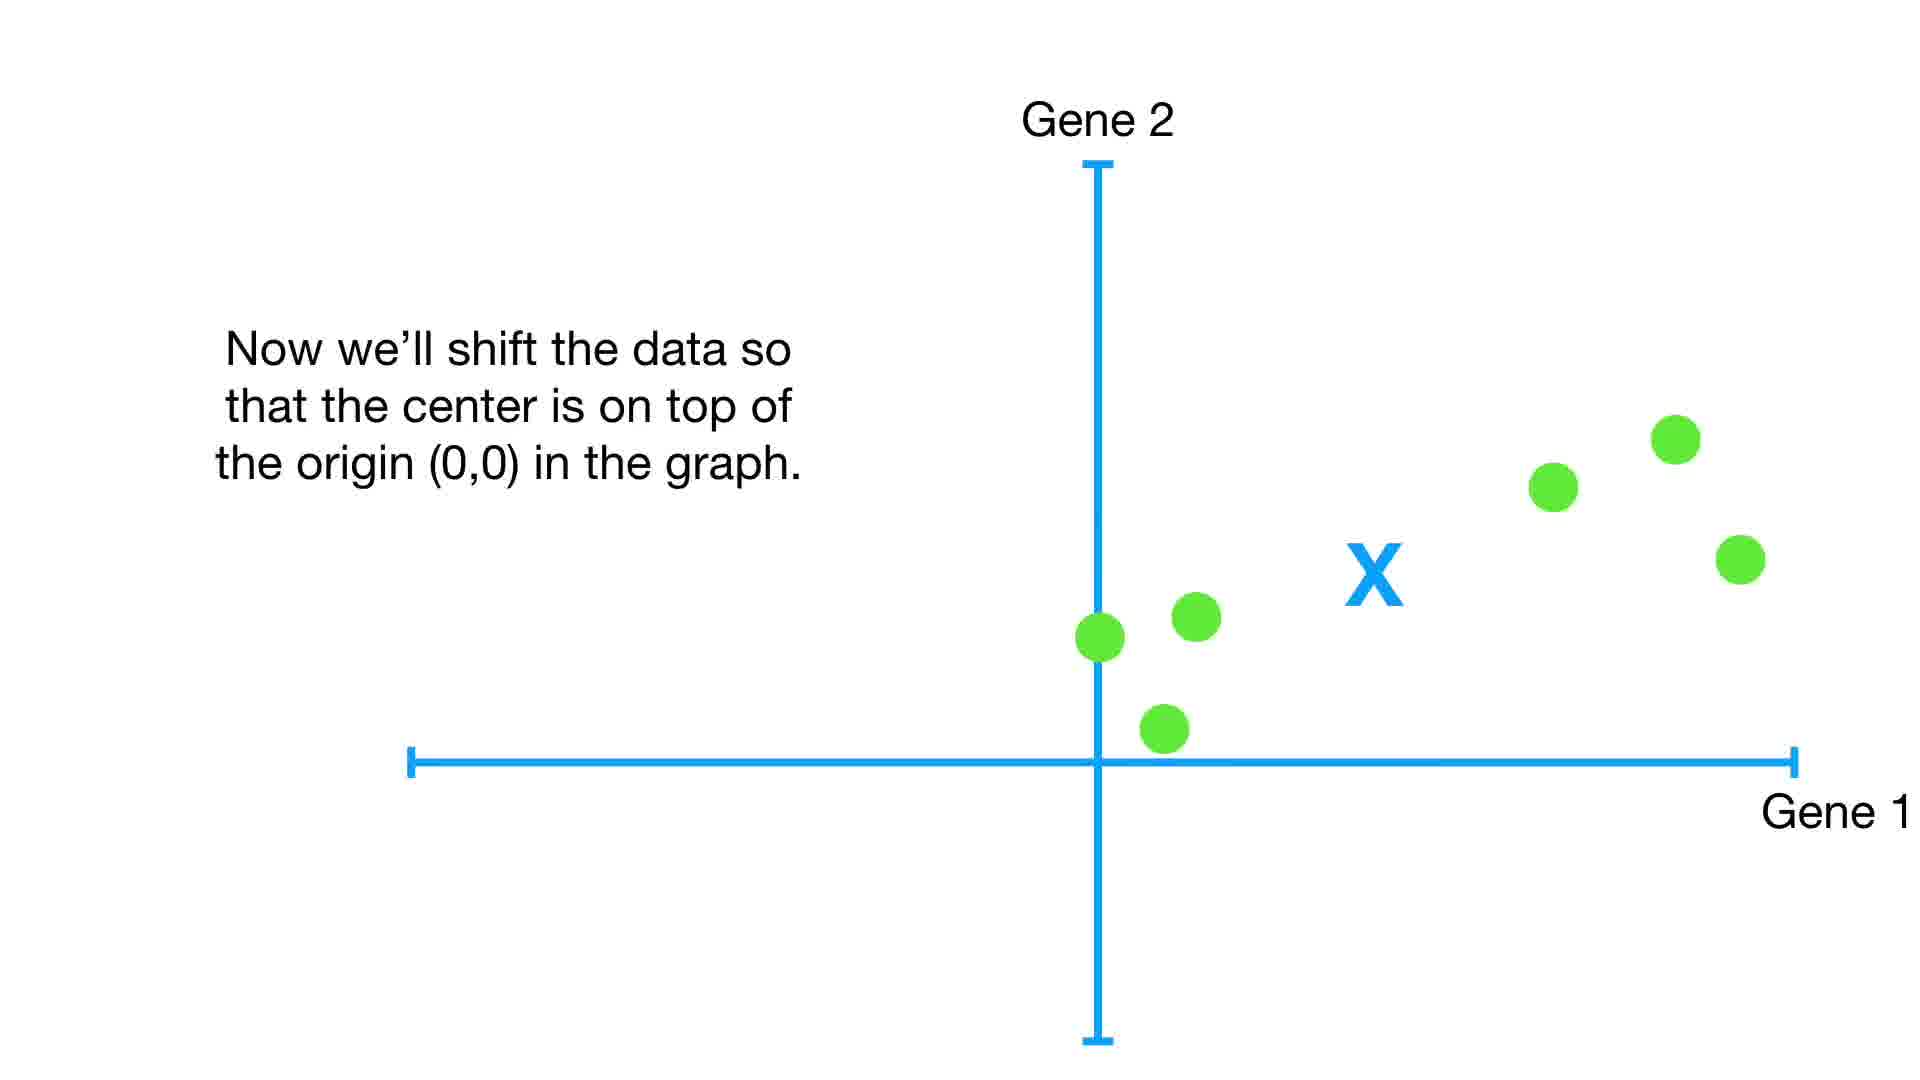 Gene 2
Now we’ll shift the data so
that the center is on top of
the origin (0,0) in the graph.
X
Gene 1